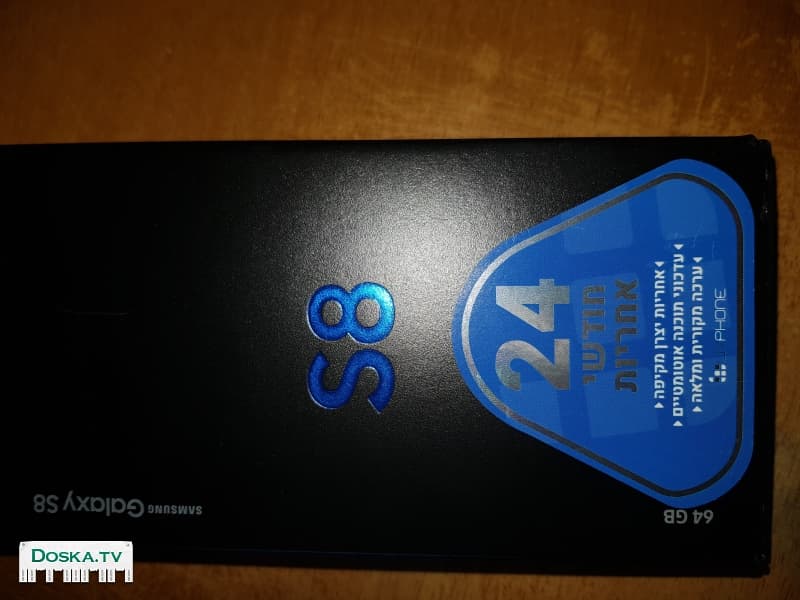 S8
24
חודשי
אחריות
אחריות יצרן מקיפה
עדכוני תוכנה אוטומטיים
ערכה מקורית ומלאה
PHONE
SAMSUNG Galaxy S8
64 GB
DOSKA.TV